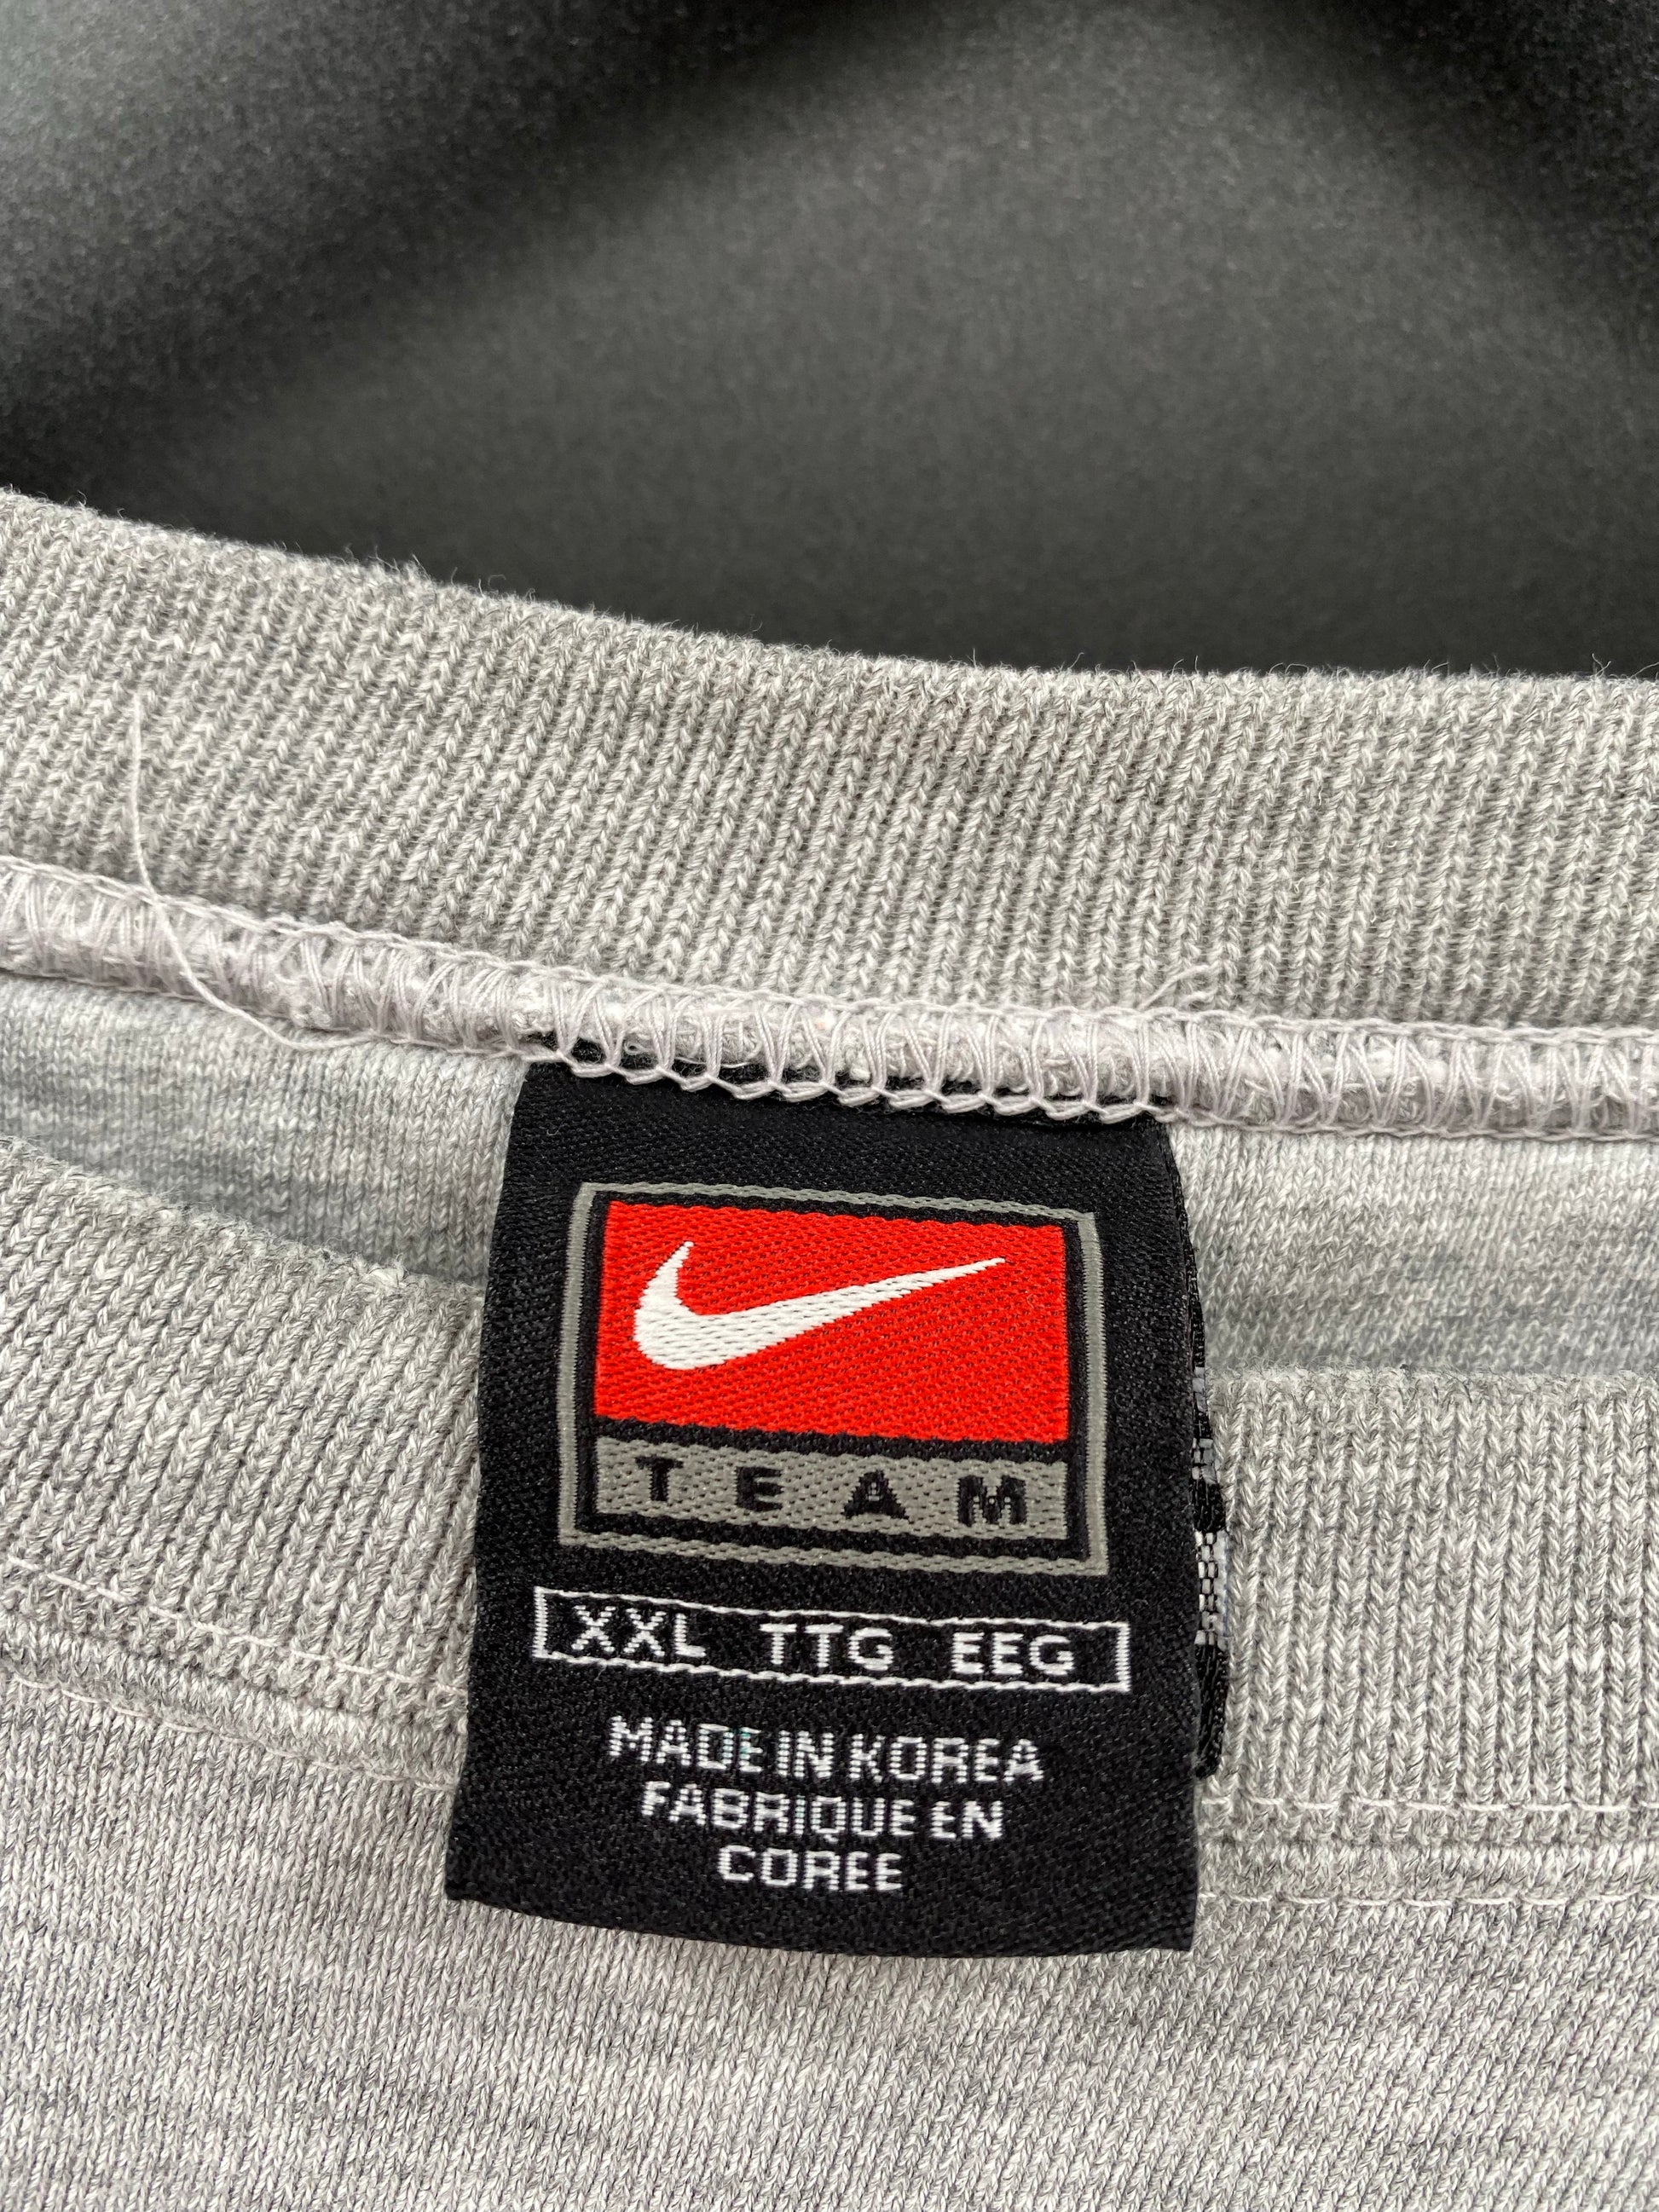 TEAM
XXL TTG EEG
MADE IN KOREA
FABRIQUE EN
COREE